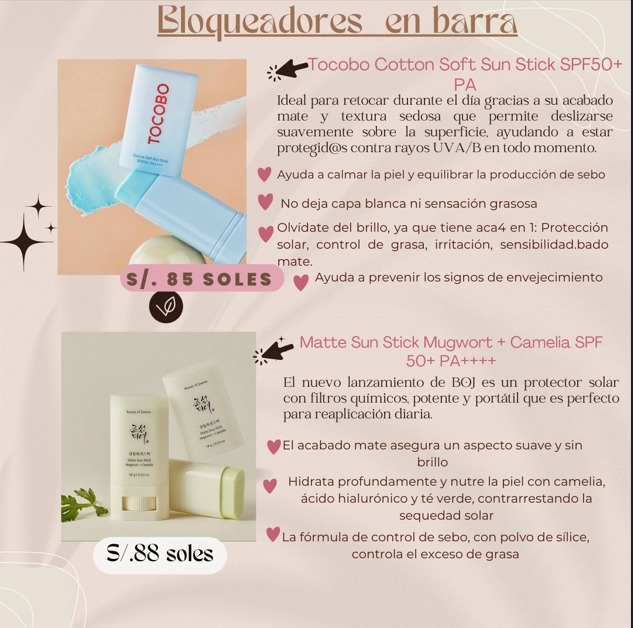 Bloqueadores en barra
Tocobo Cotton Soft Sun Stick SPF50+
PA
Ideal para retocar durante el día gracias a su acabado
mate y textura sedosa que permite deslizarse
suavemente sobre la superficie, ayudando a estar
protegid@s contra rayos UVA/B en todo momento.
TOCOBO
Ayuda a calmar la piel y equilibrar la producción de sebo
No deja capa blanca ni sensación grasosa
Olvídate del brillo, ya que tiene aca4 en 1: Protección
solar, control de grasa, irritación, sensibilidad.bado
mate.
S/. 85 SOLES
Ayuda a prevenir los signos de envejecimiento
Matte Sun Stick Mugwort + Camelia SPF
50+ PA++++
El nuevo lanzamiento de BOJ es un protector solar
con filtros químicos, potente y portátil que es perfecto
para reaplicación diaria.
Beauty of Joseon
Beauty of Joseon
El acabado mate asegura un aspecto suave y sin
brillo
Hidrata profundamente y nutre la piel con camelia,
ácido hialurónico y té verde, contrarrestando la
sequedad solar
La fórmula de control de sebo, con polvo de sílice,
controla el exceso de grasa
S/.88 soles